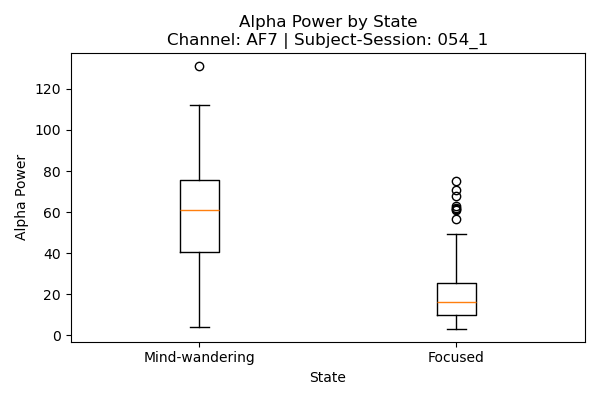 Alpha Power by State
Channel: AF7 | Subject-Session: 054_1
120
100
80
60
40
20
0
Alpha Power
Mind-wandering
Focused
State